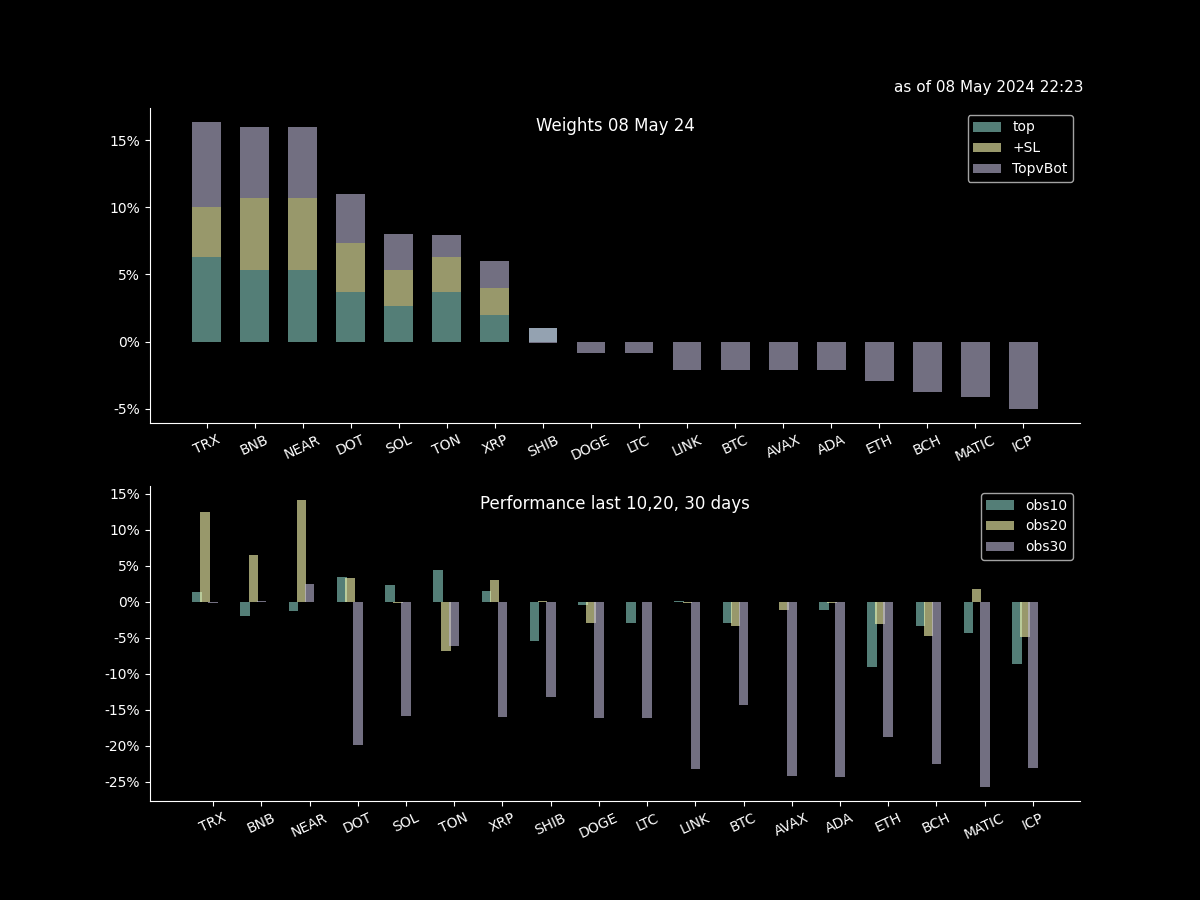 as of 08 May 2024 22:23
Weights 08 May 24
top
+SL
TopvBot
15%
10%
5%
0%
-5%
TRX BNB NEAR DOT SOL TON XRP SHIB DOGE LTC LINK BTC AVAX ADA ETH BCH MATIC ICP
Performance last 10,20, 30 days
obs10
obs20
obs30
15%
10%
5%
0%
-5%
-10%
-15%
-20%
-25%
TRX BNB NEAR DOT SOL TON XRP SHIB DOGE LTC LINK BTC AVAX ADA ETH BCH MATIC ICP